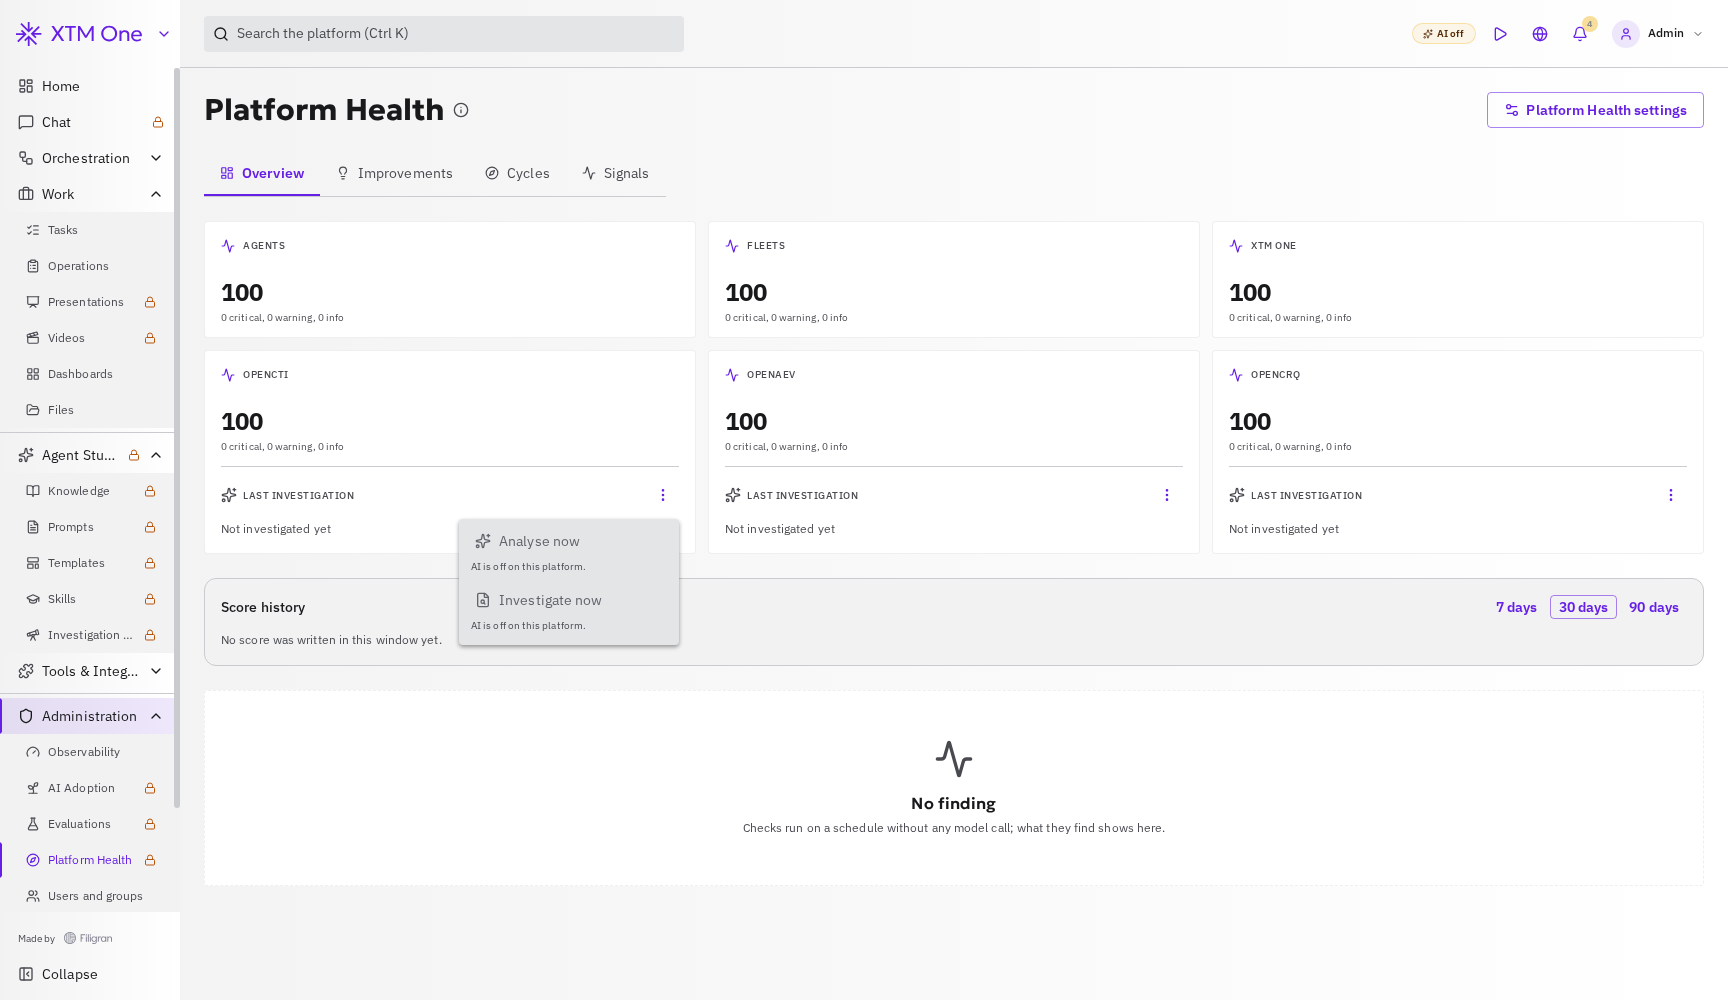 XTM One
Search the platform (Ctrl K)
AI off
4
Admin
Home
Chat
Orchestration
Work
Tasks
Operations
Presentations
Videos
Dashboards
Files
Agent Stu...
Knowledge
Prompts
Templates
Skills
Investigation ...
Tools & Integ...
Administration
Observability
AI Adoption
Evaluations
Platform Health
Users and groups
Made by Filigran
Collapse
Platform Health
Platform Health settings
Overview
Improvements
Cycles
Signals
AGENTS
100
0 critical, 0 warning, 0 info
FLEETS
100
0 critical, 0 warning, 0 info
XTM ONE
100
0 critical, 0 warning, 0 info
OPENCTI
100
0 critical, 0 warning, 0 info
LAST INVESTIGATION
Not investigated yet
OPENAEV
100
0 critical, 0 warning, 0 info
LAST INVESTIGATION
Not investigated yet
OPENCRQ
100
0 critical, 0 warning, 0 info
LAST INVESTIGATION
Not investigated yet
Analyse now
AI is off on this platform.
Investigate now
AI is off on this platform.
Score history
7 days
30 days
90 days
No score was written in this window yet.
No finding
Checks run on a schedule without any model call; what they find shows here.